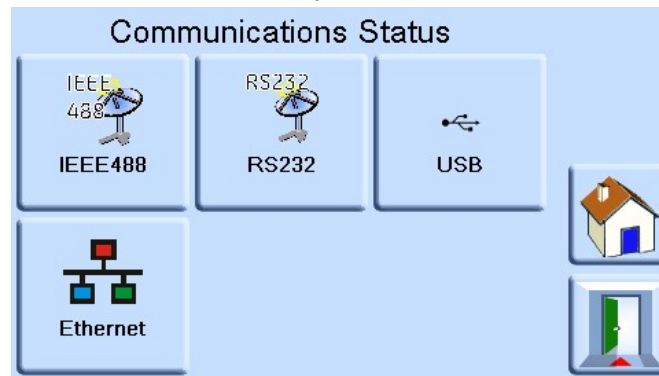 Communications Status
IEEE
488
IEEE488
RS232
RS232
USB
Ethernet